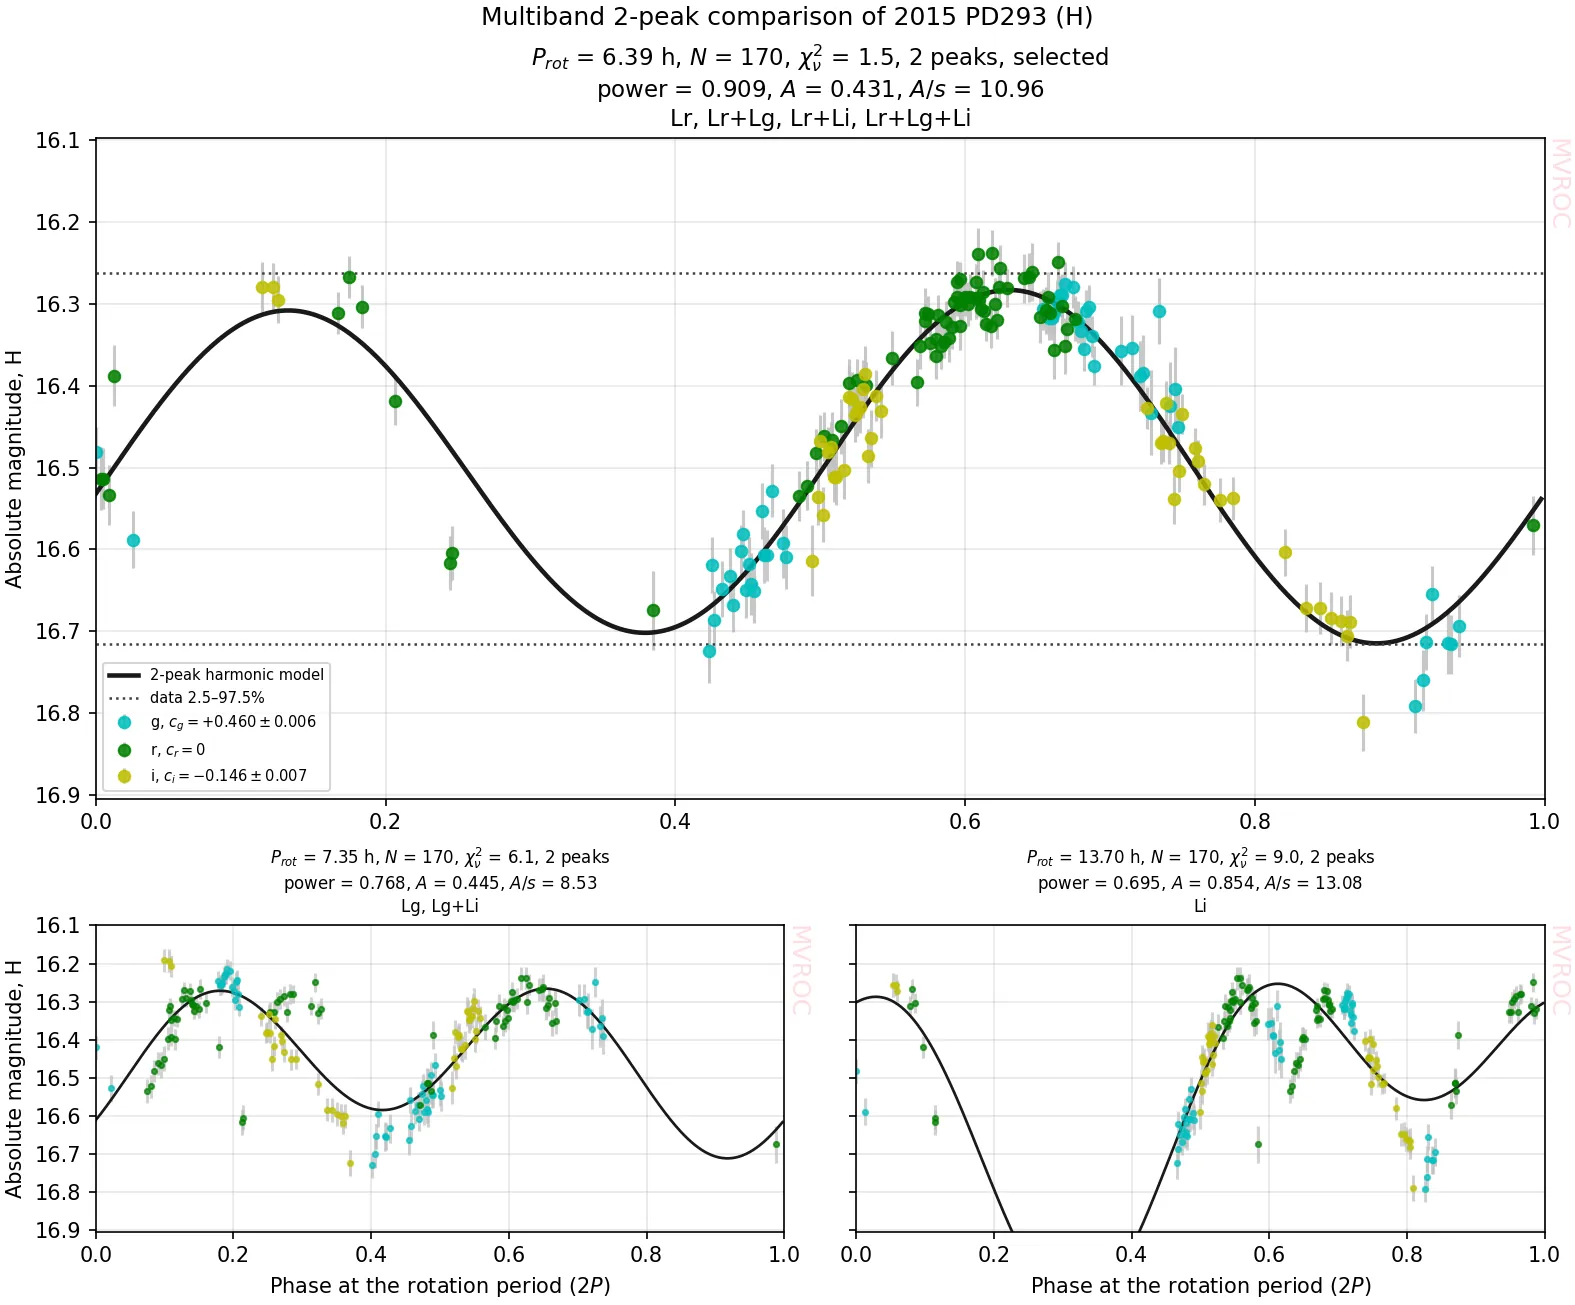 Multiband 2-peak comparison of 2015 PD293 (H)
P_rot = 6.39 h, N = 170, χ²_ν = 1.5, 2 peaks, selected
power = 0.909, A = 0.431, A/s = 10.96
Lr, Lr+Lg, Lr+Li, Lr+Lg+Li
Absolute magnitude, H
16.1
16.2
16.3
16.4
16.5
16.6
16.7
16.8
16.9
2-peak harmonic model
data 2.5–97.5%
g, c_g = +0.460 ± 0.006
r, c_r = 0
i, c_i = −0.146 ± 0.007
0.0 0.2 0.4 0.6 0.8 1.0
MVROC
P_rot = 7.35 h, N = 170, χ²_ν = 6.1, 2 peaks
power = 0.768, A = 0.445, A/s = 8.53
Lg, Lg+Li
Absolute magnitude, H
16.1
16.2
16.3
16.4
16.5
16.6
16.7
16.8
16.9
0.0 0.2 0.4 0.6 0.8 1.0
Phase at the rotation period (2P)
MVROC
P_rot = 13.70 h, N = 170, χ²_ν = 9.0, 2 peaks
power = 0.695, A = 0.854, A/s = 13.08
Li
0.0 0.2 0.4 0.6 0.8 1.0
Phase at the rotation period (2P)
MVROC